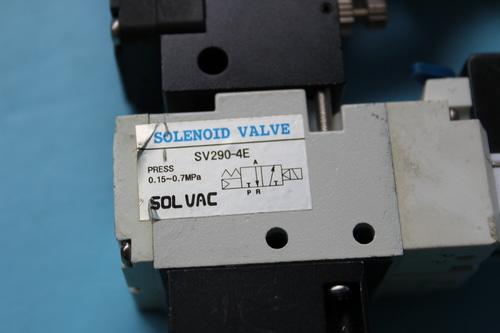 SOLENOID VALVE
SV290-4E
PRESS
0.15~0.7MPa
P R
SOLVAC